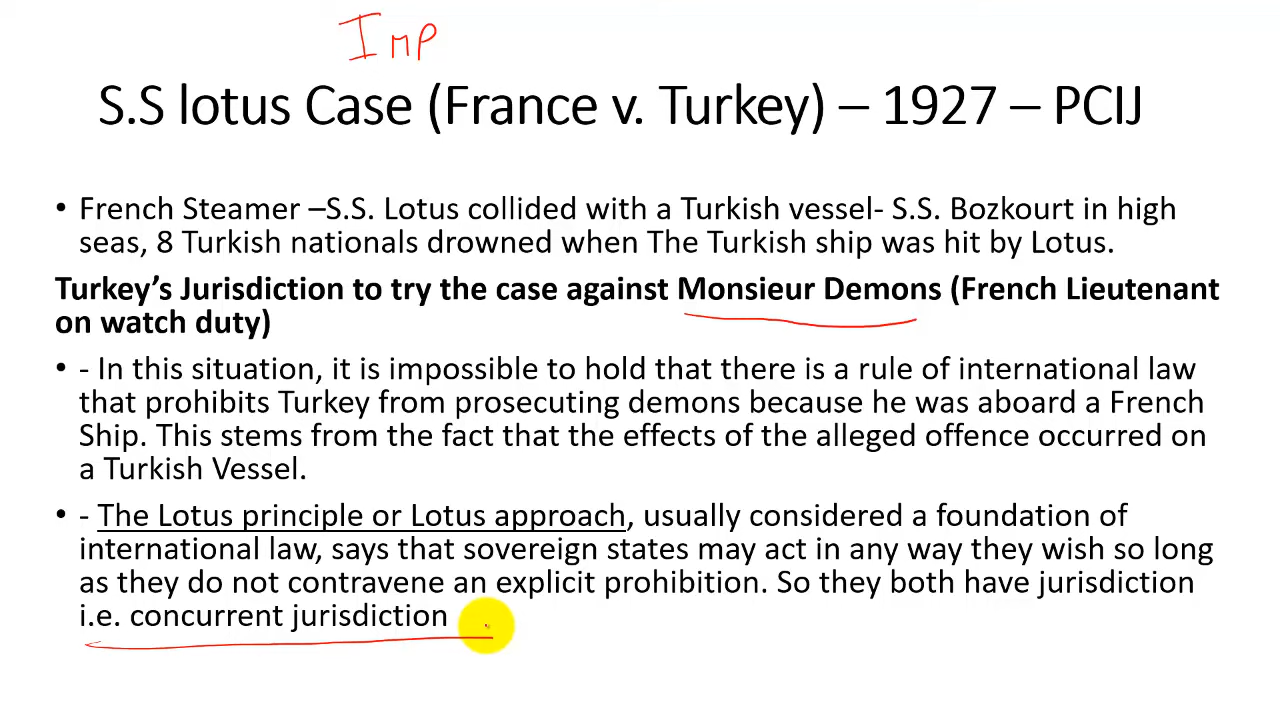 Imp
S.S lotus Case (France v. Turkey) – 1927 – PCIJ
• French Steamer –S.S. Lotus collided with a Turkish vessel- S.S. Bozkourt in high
seas, 8 Turkish nationals drowned when The Turkish ship was hit by Lotus.
Turkey’s Jurisdiction to try the case against Monsieur Demons (French Lieutenant
on watch duty)
• - In this situation, it is impossible to hold that there is a rule of international law
that prohibits Turkey from prosecuting demons because he was aboard a French
Ship. This stems from the fact that the effects of the alleged offence occurred on
a Turkish Vessel.
• - The Lotus principle or Lotus approach, usually considered a foundation of
international law, says that sovereign states may act in any way they wish so long
as they do not contravene an explicit prohibition. So they both have jurisdiction
i.e. concurrent jurisdiction